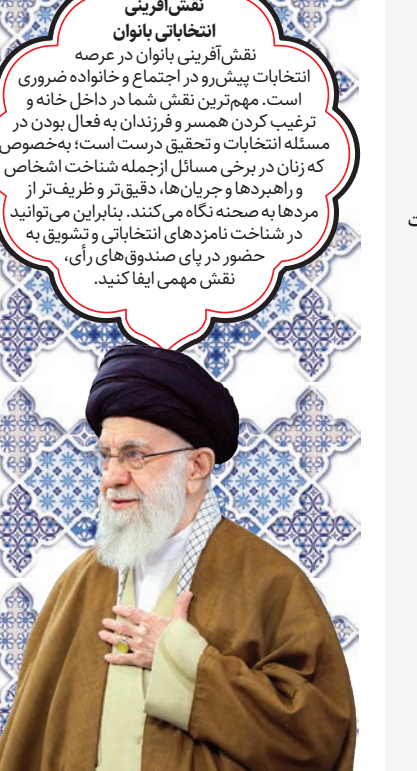 نقش‌آفرینی
انتخاباتی بانوان
نقش‌آفرینی بانوان در عرصه
انتخابات پیش‌رو در اجتماع و خانواده ضروری
است. مهم‌ترین نقش شما در داخل خانه و
ترغیب کردن همسر و فرزندان به فعال بودن در
مسئله انتخابات و تحقیق درست است؛ به‌خصوص
که زنان در برخی مسائل ازجمله شناخت اشخاص
و راهبردها و جریان‌ها، دقیق‌تر و ظریف‌تر از
مردها به صحنه نگاه می‌کنند. بنابراین می‌توانید
در شناخت نامزدهای انتخاباتی و تشویق به
حضور در پای صندوق‌های رأی،
نقش مهمی ایفا کنید.